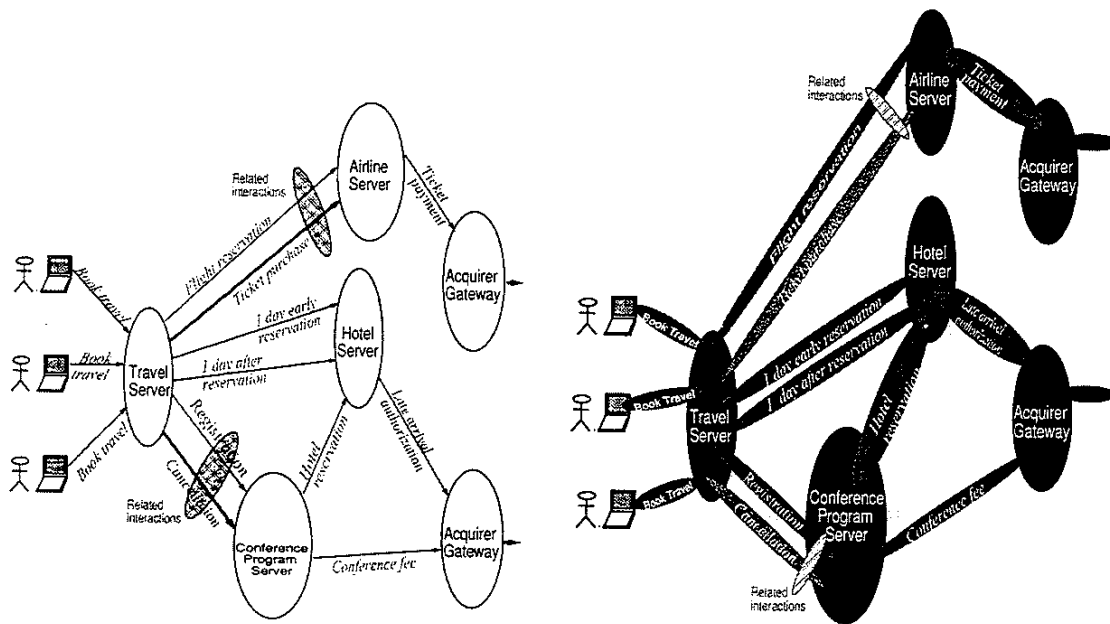 Related
interactions
Airline
Server
Ticket
payment
Flight reservation
Ticket purchase
Acquirer
Gateway
Book travel
Book
travel
Book travel
Travel
Server
1 day early
reservation
1 day after
reservation
Hotel
Server
Registration
Cancellation
Related
interactions
Hotel
reservation
Late arrival
authorization
Conference
Program
Server
Conference fee
Acquirer
Gateway
Related
interactions
Airline
Server
Ticket
payment
Acquirer
Gateway
Flight reservation
Ticket purchase
Hotel
Server
Book Travel
Book Travel
Book Travel
Travel
Server
1 day early reservation
1 day after reservation
Late arrival
authorization
Hotel
reservation
Acquirer
Gateway
Registration
Cancellation
Conference
Program
Server
Conference fee
Related
interactions